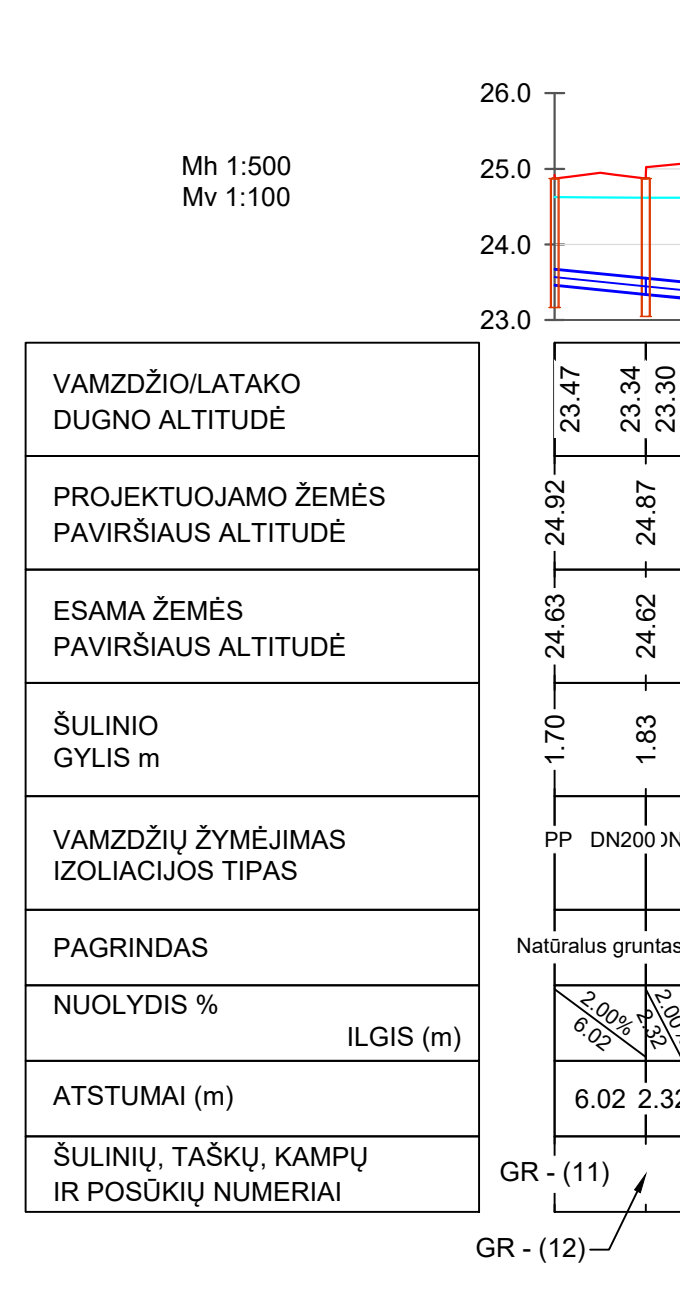 26.0
25.0
24.0
23.0
Mh 1:500
Mv 1:100
VAMZDŽIO/LATAKO
DUGNO ALTITUDĖ
23.47
23.34
23.30
PROJEKTUOJAMO ŽEMĖS
PAVIRŠIAUS ALTITUDĖ
24.92
24.87
ESAMA ŽEMĖS
PAVIRŠIAUS ALTITUDĖ
24.63
24.62
ŠULINIO
GYLIS m
1.70
1.83
VAMZDŽIŲ ŽYMĖJIMAS
IZOLIACIJOS TIPAS
PP DN200
PAGRINDAS
Natūralus gruntas
NUOLYDIS %
ILGIS (m)
2.00%
6.02
2.00%
2.32
ATSTUMAI (m)
6.02 2.32
ŠULINIŲ, TAŠKŲ, KAMPŲ
IR POSŪKIŲ NUMERIAI
GR - (11)
GR - (12)